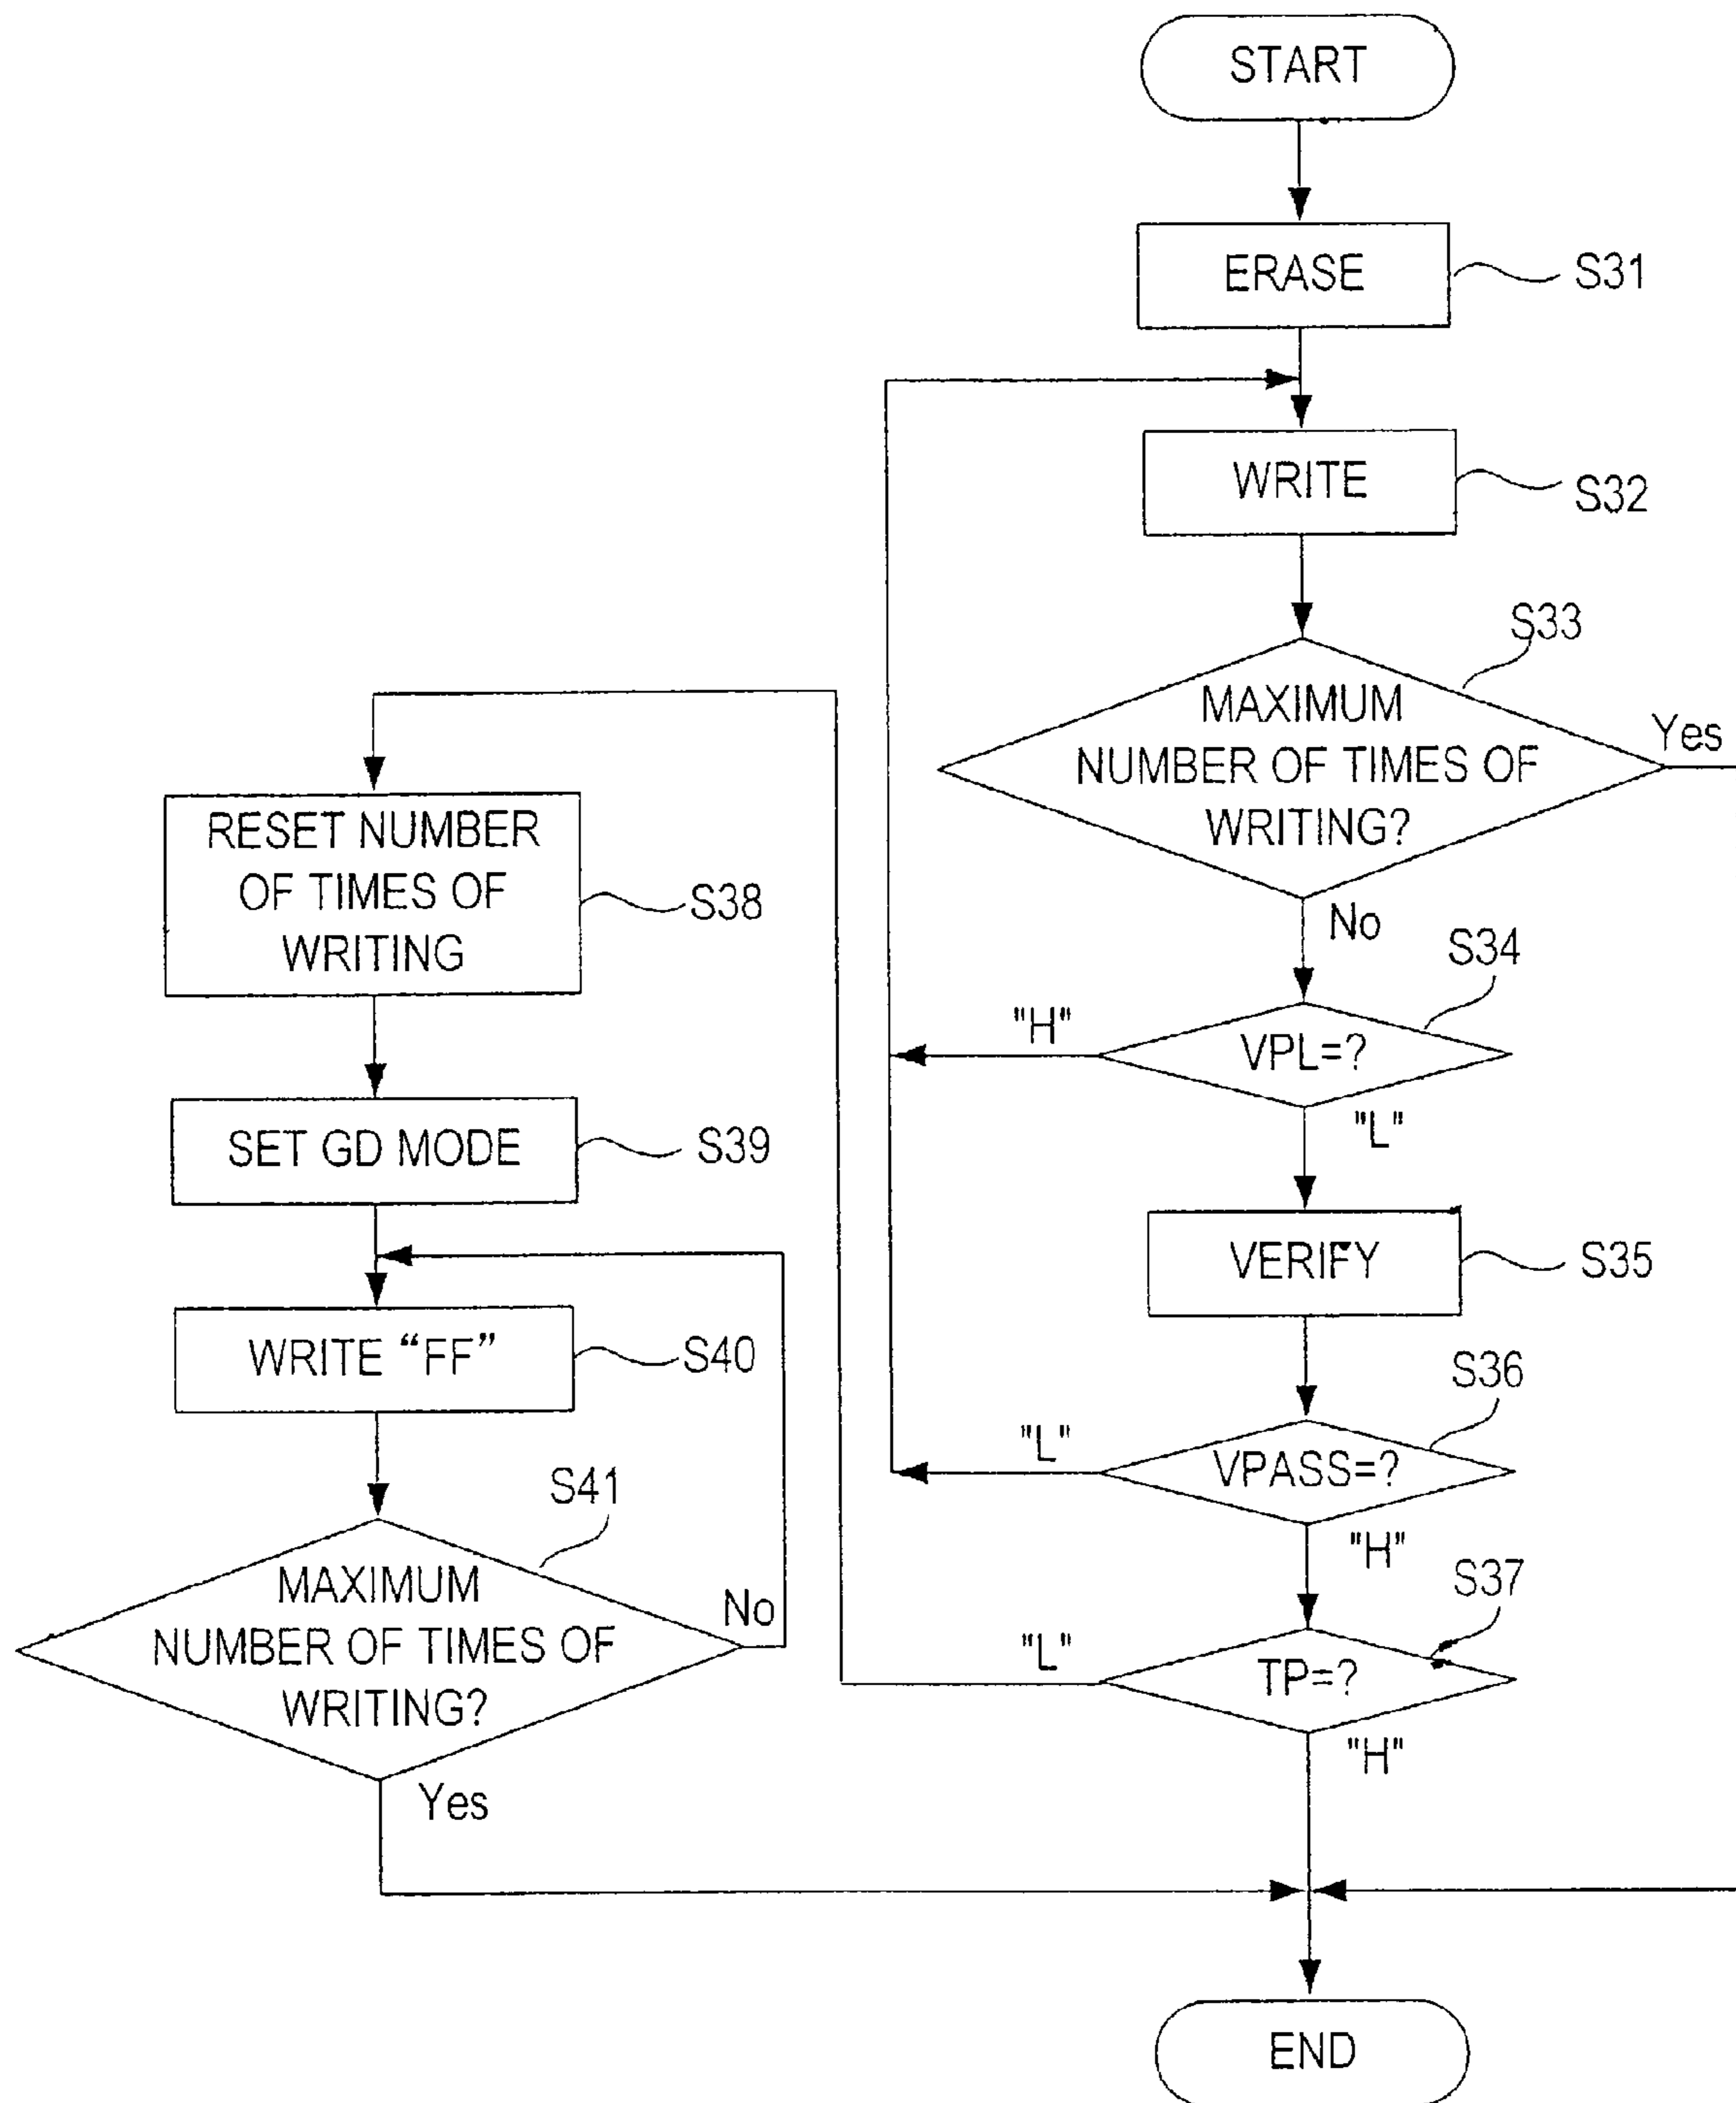 START
ERASE
S31
WRITE
S32
S33
MAXIMUM
NUMBER OF TIMES OF
WRITING?
Yes
No
S34
VPL=?
"H"
"L"
VERIFY
S35
S36
VPASS=?
"L"
"H"
S37
TP=?
"L"
"H"
RESET NUMBER
OF TIMES OF
WRITING
S38
SET GD MODE
S39
WRITE “FF”
S40
S41
MAXIMUM
NUMBER OF TIMES OF
WRITING?
No
Yes
END